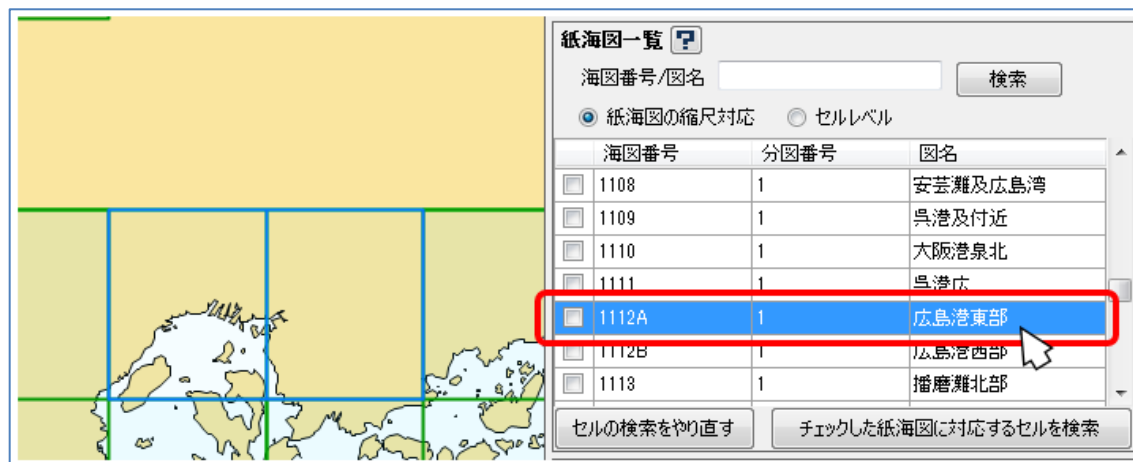 紙海図一覧 ?
海図番号/図名 検索
紙海図の縮尺対応 セルレベル
海図番号 分図番号 図名
1108 1 安芸灘及広島湾
1109 1 呉港及付近
1110 1 大阪港泉北
1111 1 呉港広
1112A 1 広島港東部
1112B 1 広島港西部
1113 1 播磨灘北部
セルの検索をやり直す チェックした紙海図に対応するセルを検索